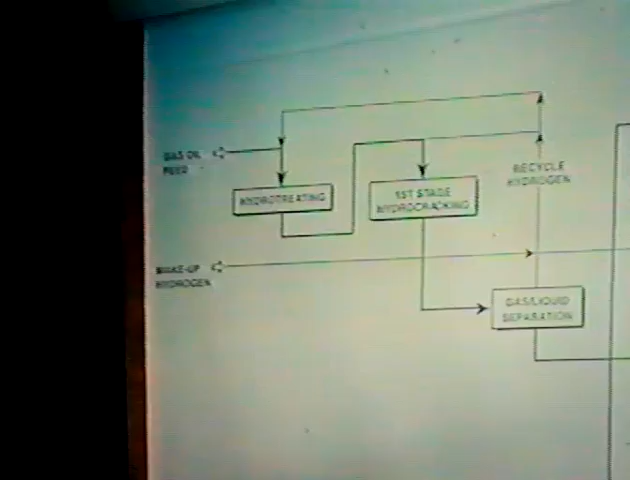 GAS OIL
FEED
HYDROTREATING
1ST STAGE
HYDROCRACKING
RECYCLE
HYDROGEN
MAKE-UP
HYDROGEN
GAS/LIQUID
SEPARATION